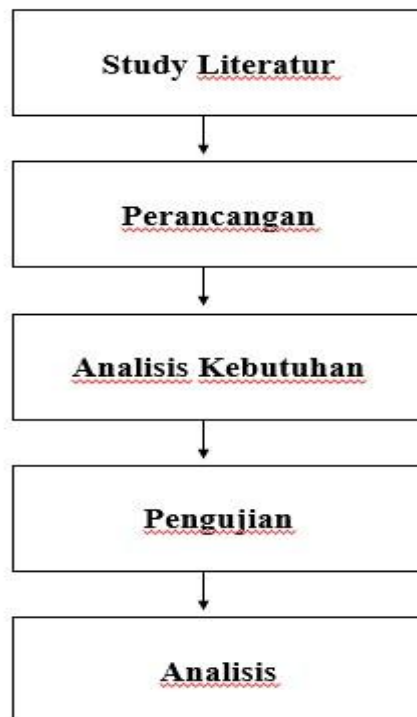 Study Literatur
Perancangan
Analisis Kebutuhan
Pengujian
Analisis